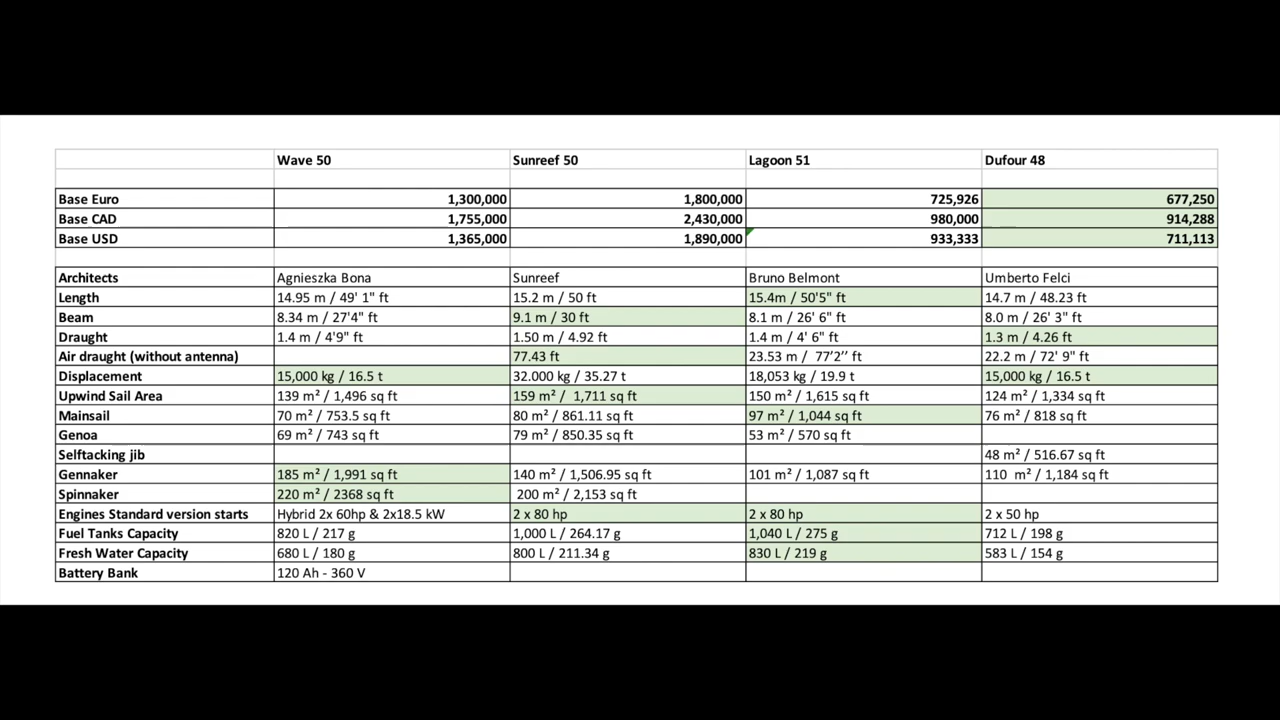 Wave 50 Sunreef 50 Lagoon 51 Dufour 48
Base Euro 1,300,000 1,800,000 725,926 677,250
Base CAD 1,755,000 2,430,000 980,000 914,288
Base USD 1,365,000 1,890,000 933,333 711,113
Architects Agnieszka Bona Sunreef Bruno Belmont Umberto Felci
Length 14.95 m / 49' 1" ft 15.2 m / 50 ft 15.4m / 50'5" ft 14.7 m / 48.23 ft
Beam 8.34 m / 27'4" ft 9.1 m / 30 ft 8.1 m / 26' 6" ft 8.0 m / 26' 3" ft
Draught 1.4 m / 4'9" ft 1.50 m / 4.92 ft 1.4 m / 4' 6" ft 1.3 m / 4.26 ft
Air draught (without antenna) 77.43 ft 23.53 m / 77’2’’ ft 22.2 m / 72' 9" ft
Displacement 15,000 kg / 16.5 t 32.000 kg / 35.27 t 18,053 kg / 19.9 t 15,000 kg / 16.5 t
Upwind Sail Area 139 m² / 1,496 sq ft 159 m² / 1,711 sq ft 150 m² / 1,615 sq ft 124 m² / 1,334 sq ft
Mainsail 70 m² / 753.5 sq ft 80 m² / 861.11 sq ft 97 m² / 1,044 sq ft 76 m² / 818 sq ft
Genoa 69 m² / 743 sq ft 79 m² / 850.35 sq ft 53 m² / 570 sq ft
Selftacking jib 48 m² / 516.67 sq ft
Gennaker 185 m² / 1,991 sq ft 140 m² / 1,506.95 sq ft 101 m² / 1,087 sq ft 110 m² / 1,184 sq ft
Spinnaker 220 m² / 2368 sq ft 200 m² / 2,153 sq ft
Engines Standard version starts Hybrid 2x 60hp & 2x18.5 kW 2 x 80 hp 2 x 80 hp 2 x 50 hp
Fuel Tanks Capacity 820 L / 217 g 1,000 L / 264.17 g 1,040 L / 275 g 712 L / 198 g
Fresh Water Capacity 680 L / 180 g 800 L / 211.34 g 830 L / 219 g 583 L / 154 g
Battery Bank 120 Ah - 360 V